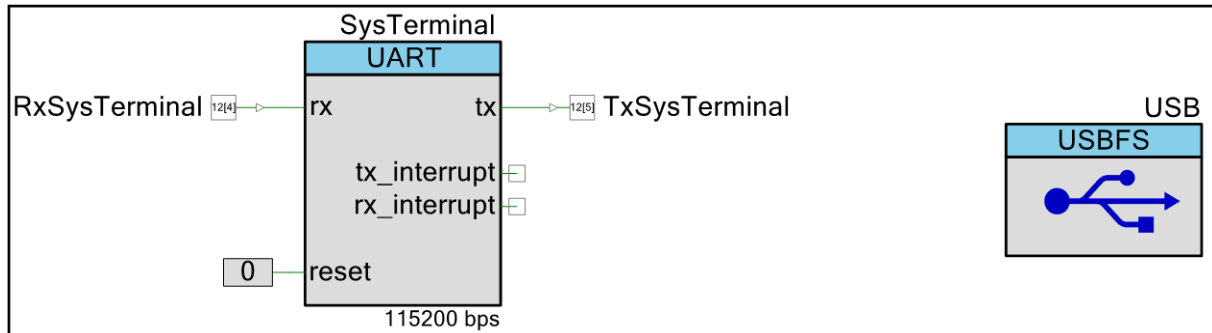 SysTerminal
UART
RxSysTerminal 12[4] rx tx 12[5] TxSysTerminal
USB
USBFS
tx_interrupt
rx_interrupt
0 reset
115200 bps